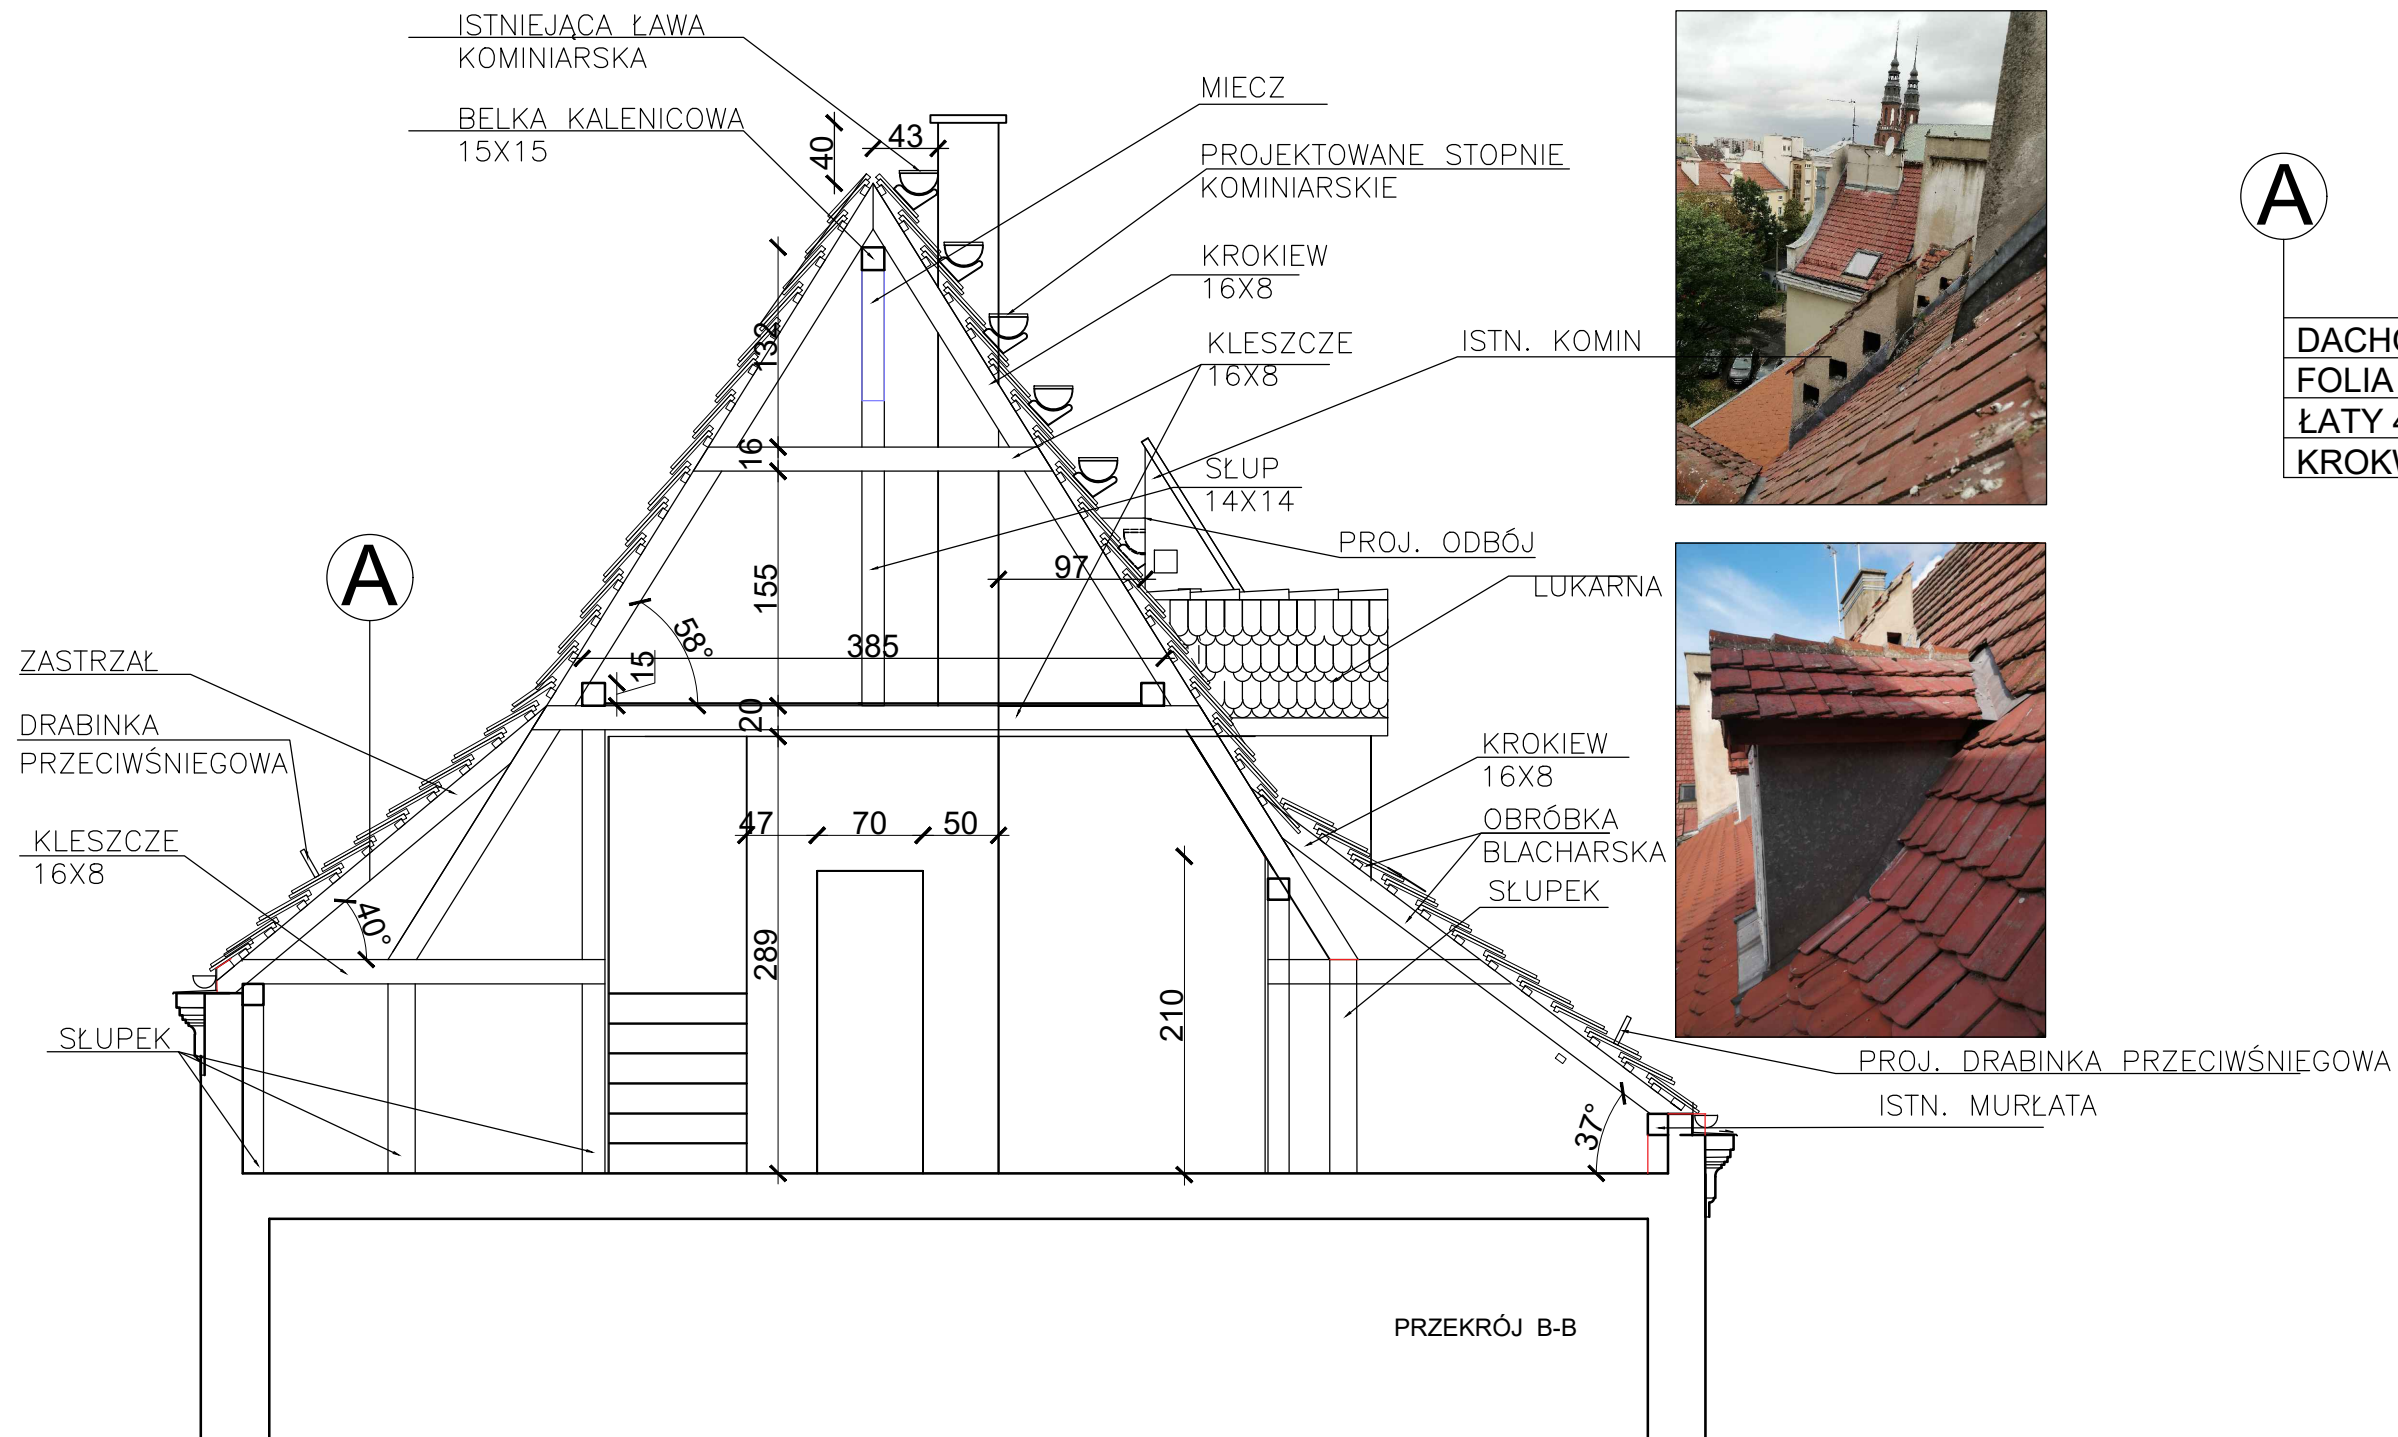 ISTNIEJĄCA ŁAWA
KOMINIARSKA
BELKA KALENICOWA
15X15
MIECZ
PROJEKTOWANE STOPNIE
KOMINIARSKIE
KROKIEW
16X8
KLESZCZE
16X8
ISTN. KOMIN
SŁUP
14X14
PROJ. ODBÓJ
LUKARNA
A
A
FOLIA
ŁATY
ZASTRZAŁ
DRABINKA
PRZECIWŚNIEGOWA
KLESZCZE
16X8
SŁUPEK
KROKIEW
16X8
OBRÓBKA
BLACHARSKA
SŁUPEK
PROJ. DRABINKA PRZECIWŚNIEGOWA
ISTN. MURŁATA
40
43
132
16
155
97
58°
15
385
20
47
70
50
40°
289
210
37°
PRZEKRÓJ B-B